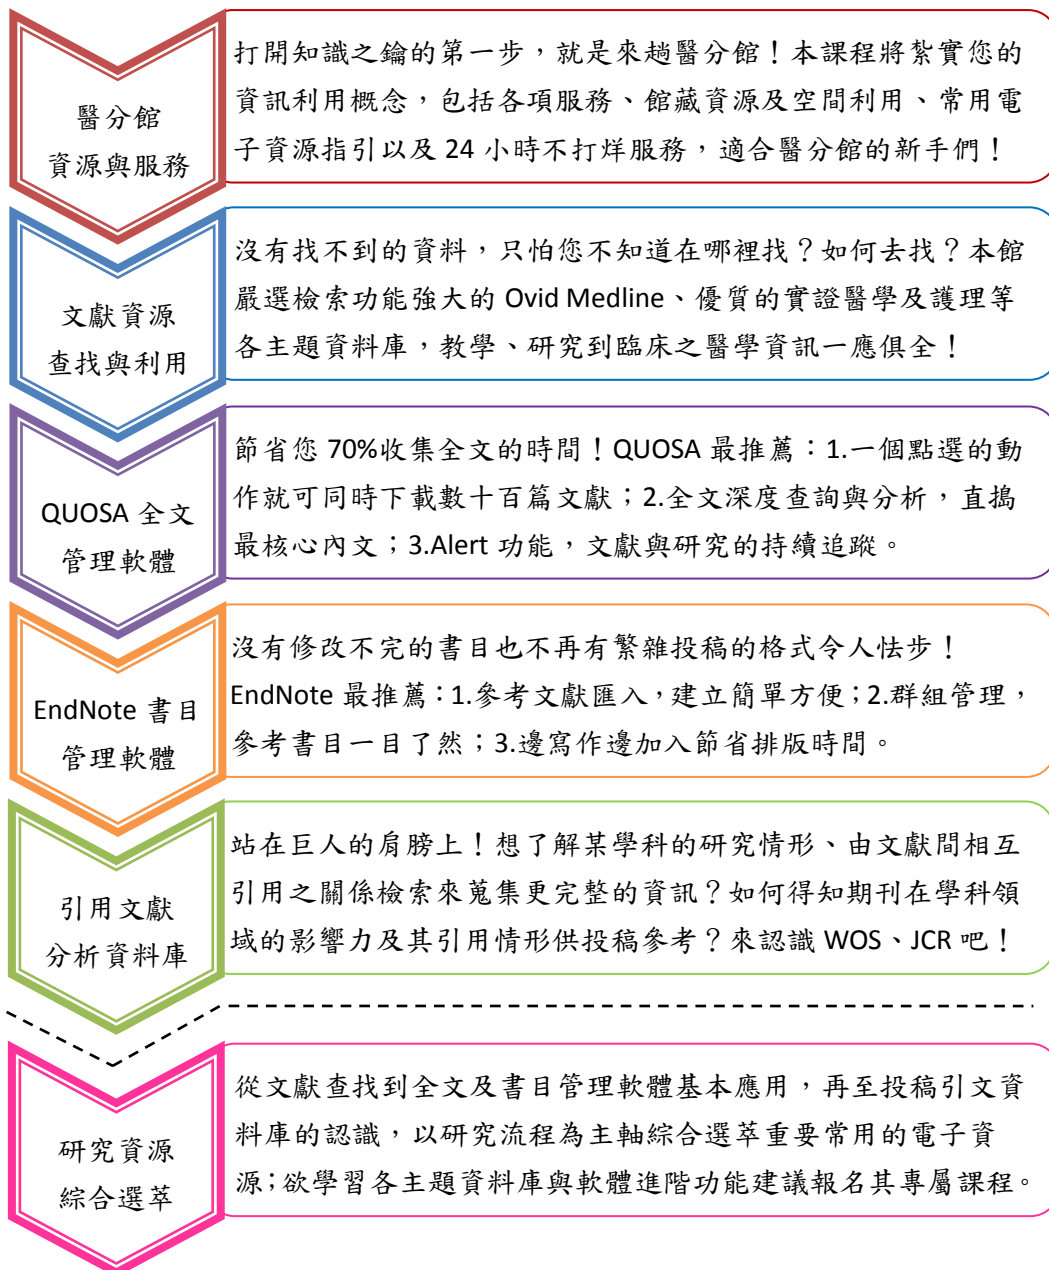 醫分館
資源與服務
打開知識之鑰的第一步，就是來趟醫分館！本課程將紮實您的
資訊利用概念，包括各項服務、館藏資源及空間利用、常用電
子資源指引以及 24 小時不打烊服務，適合醫分館的新手們！
文獻資源
查找與利用
沒有找不到的資料，只怕您不知道在哪裡找？如何去找？本館
嚴選檢索功能強大的 Ovid Medline、優質的實證醫學及護理等
各主題資料庫，教學、研究到臨床之醫學資訊一應俱全！
QUOSA 全文
管理軟體
節省您 70%收集全文的時間！QUOSA 最推薦：1.一個點選的動
作就可同時下載數十百篇文獻；2.全文深度查詢與分析，直搗
最核心內文；3.Alert 功能，文獻與研究的持續追蹤。
EndNote 書目
管理軟體
沒有修改不完的書目也不再有繁雜投稿的格式令人怯步！
EndNote 最推薦：1.參考文獻匯入，建立簡單方便；2.群組管理，
參考書目一目了然；3.邊寫作邊加入節省排版時間。
引用文獻
分析資料庫
站在巨人的肩膀上！想了解某學科的研究情形、由文獻間相互
引用之關係檢索來蒐集更完整的資訊？如何得知期刊在學科領
域的影響力及其引用情形供投稿參考？來認識 WOS、JCR 吧！
研究資源
綜合選萃
從文獻查找到全文及書目管理軟體基本應用，再至投稿引文資
料庫的認識，以研究流程為主軸綜合選萃重要常用的電子資
源；欲學習各主題資料庫與軟體進階功能建議報名其專屬課程。